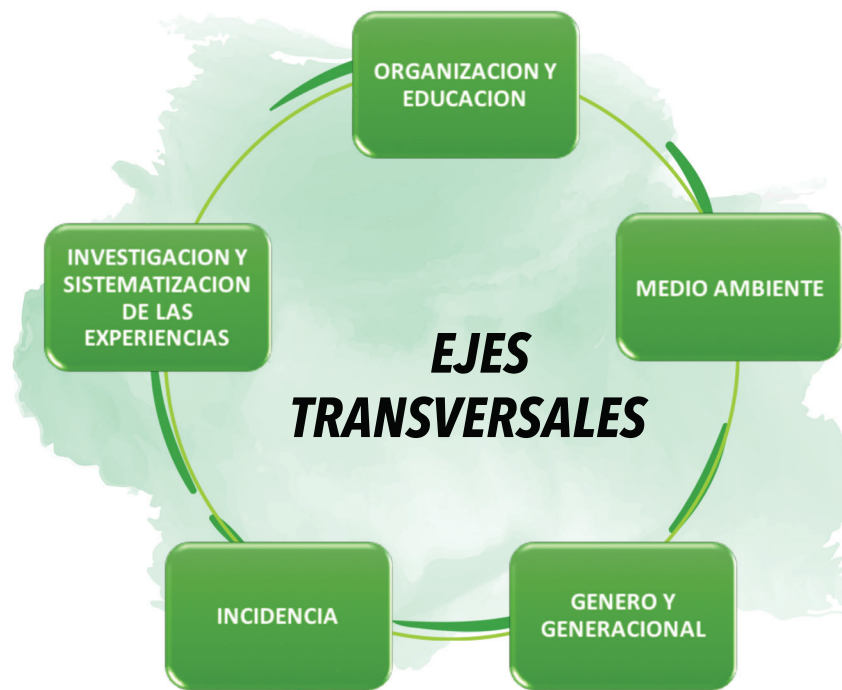 ORGANIZACION Y
EDUCACION
MEDIO AMBIENTE
INVESTIGACION Y
SISTEMATIZACION
DE LAS
EXPERIENCIAS
EJES
TRANSVERSALES
GENERO Y
GENERACIONAL
INCIDENCIA